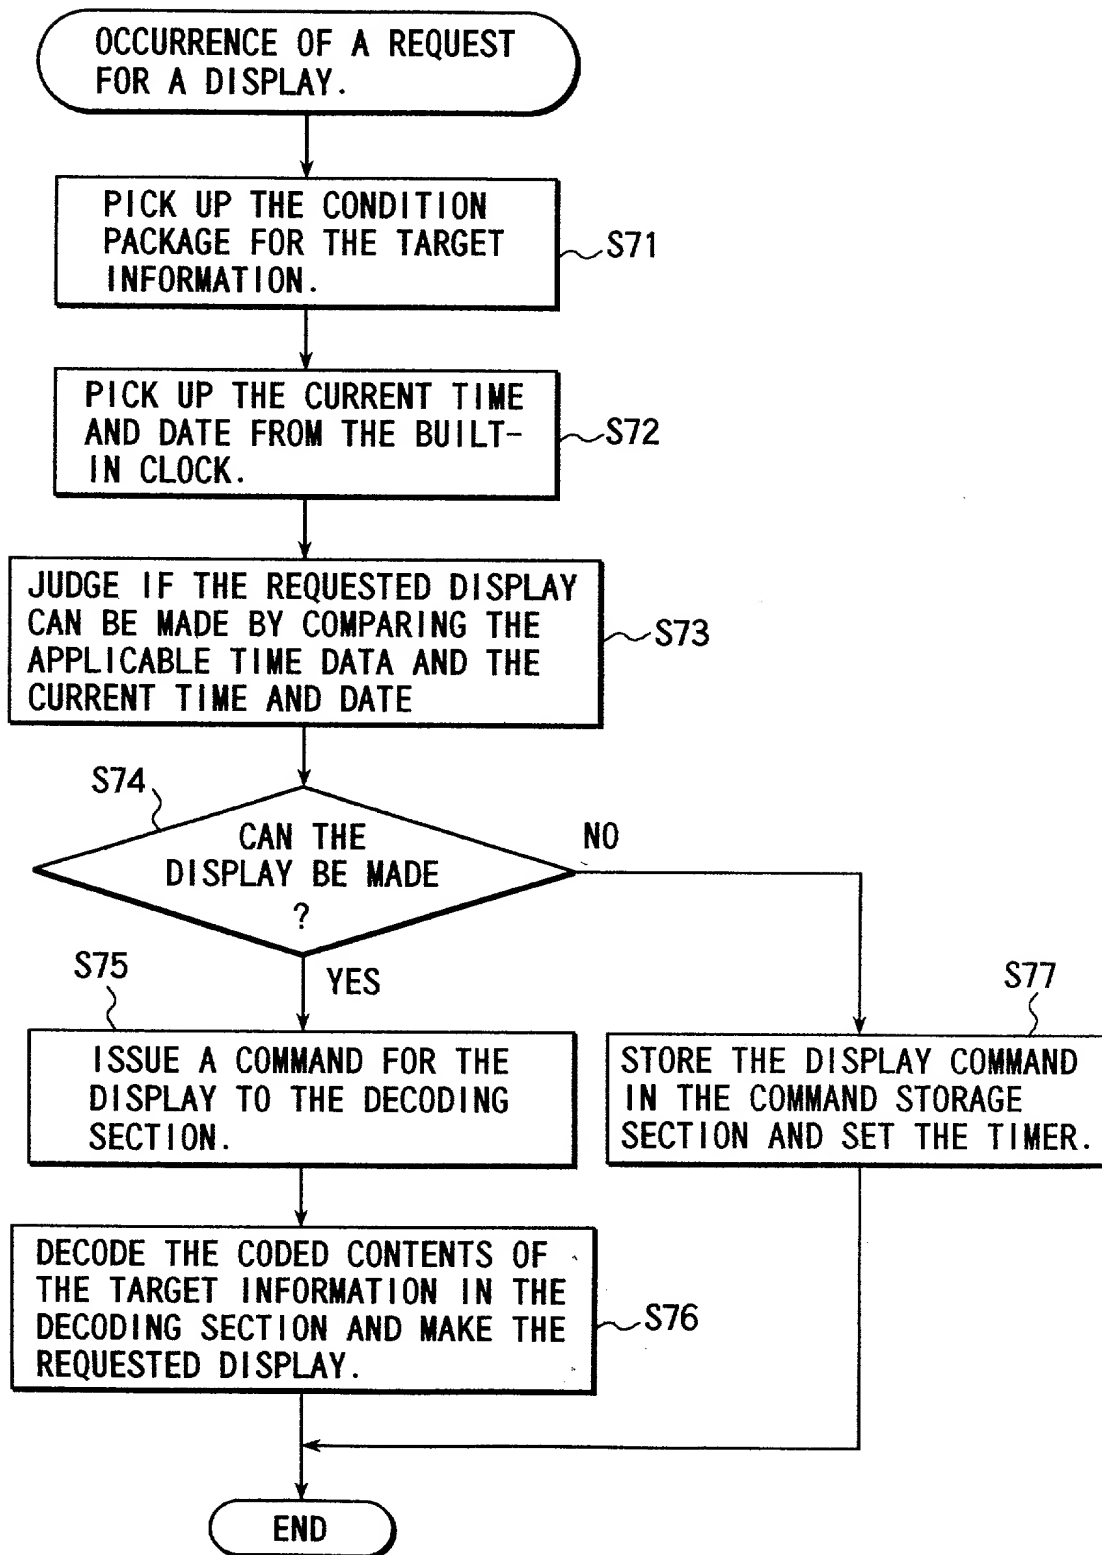 OCCURRENCE OF A REQUEST
FOR A DISPLAY.
PICK UP THE CONDITION
PACKAGE FOR THE TARGET
INFORMATION.
S71
PICK UP THE CURRENT TIME
AND DATE FROM THE BUILT-
IN CLOCK.
S72
JUDGE IF THE REQUESTED DISPLAY
CAN BE MADE BY COMPARING THE
APPLICABLE TIME DATA AND THE
CURRENT TIME AND DATE
S73
S74
CAN THE
DISPLAY BE MADE
?
NO
YES
S75
ISSUE A COMMAND FOR THE
DISPLAY TO THE DECODING
SECTION.
S77
STORE THE DISPLAY COMMAND
IN THE COMMAND STORAGE
SECTION AND SET THE TIMER.
DECODE THE CODED CONTENTS OF
THE TARGET INFORMATION IN THE
DECODING SECTION AND MAKE THE
REQUESTED DISPLAY.
S76
END